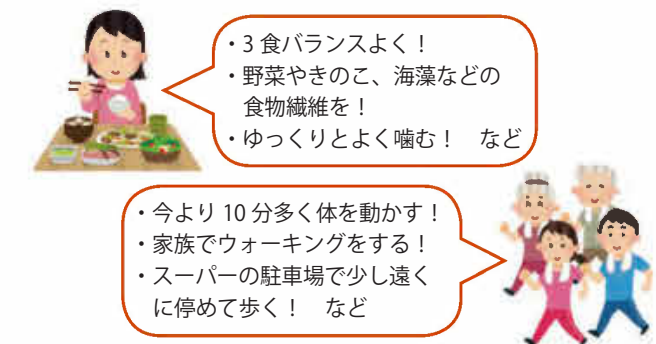 ・3 食バランスよく！
・野菜やきのこ、海藻などの
食物繊維を！
・ゆっくりとよく噛む！　など
・今より 10 分多く体を動かす！
・家族でウォーキングをする！
・スーパーの駐車場で少し遠く
に停めて歩く！　など